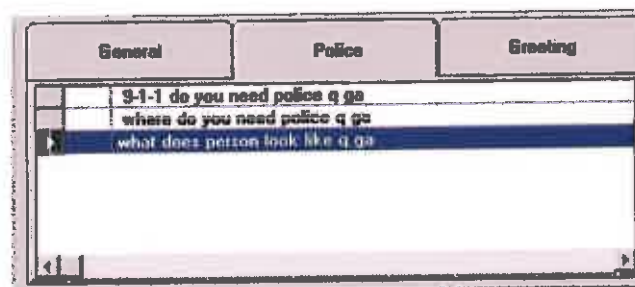 General Police Greeting
9-1-1 do you need police q ga
where do you need police q ga
what does person look like q ga